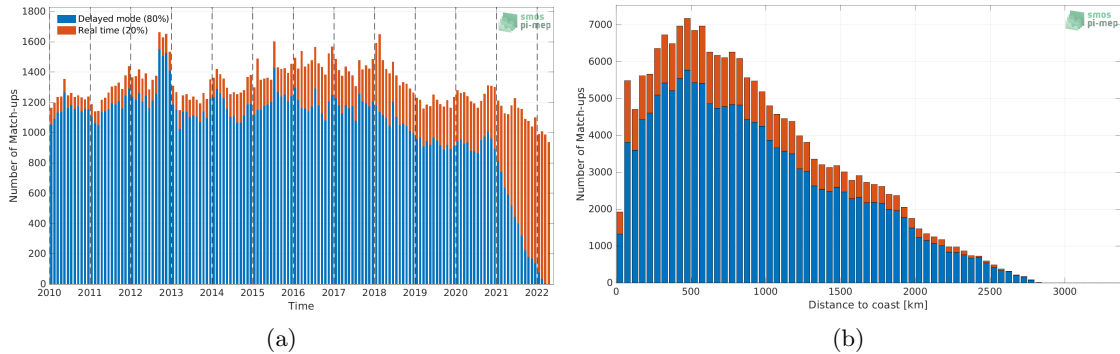 1800
1600
1400
1200
1000
800
600
400
200
0
Number of Match-ups
Delayed mode (80%)
Real time (20%)
smos
pi-mep
2010 2011 2012 2013 2014 2015 2016 2017 2018 2019 2020 2021 2022
Time
(a)
7000
6000
5000
4000
3000
2000
1000
0
Number of Match-ups
smos
pi-mep
0 500 1000 1500 2000 2500 3000
Distance to coast [km]
(b)